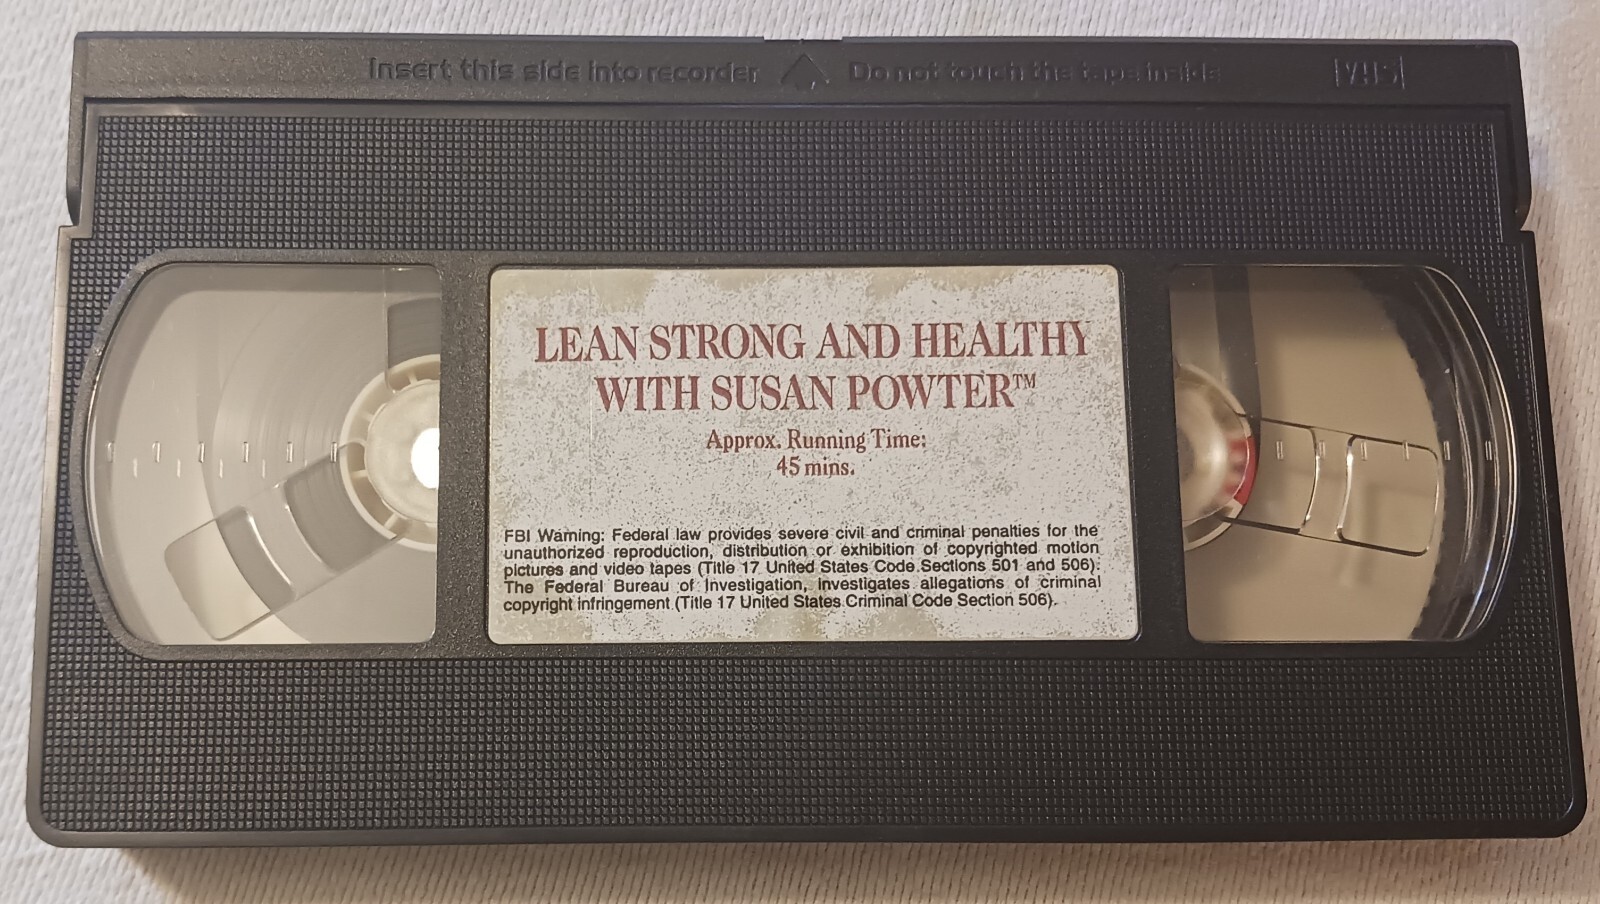 Insert this side into recorder Do not touch the tape inside VHS
LEAN STRONG AND HEALTHY
WITH SUSAN POWTER™
Approx. Running Time:
45 mins.
FBI Warning: Federal law provides severe civil and criminal penalties for the
unauthorized reproduction, distribution or exhibition of copyrighted motion
pictures and video tapes (Title 17 United States Code Sections 501 and 506).
The Federal Bureau of Investigation, investigates allegations of criminal
copyright infringement (Title 17 United States Criminal Code Section 506).